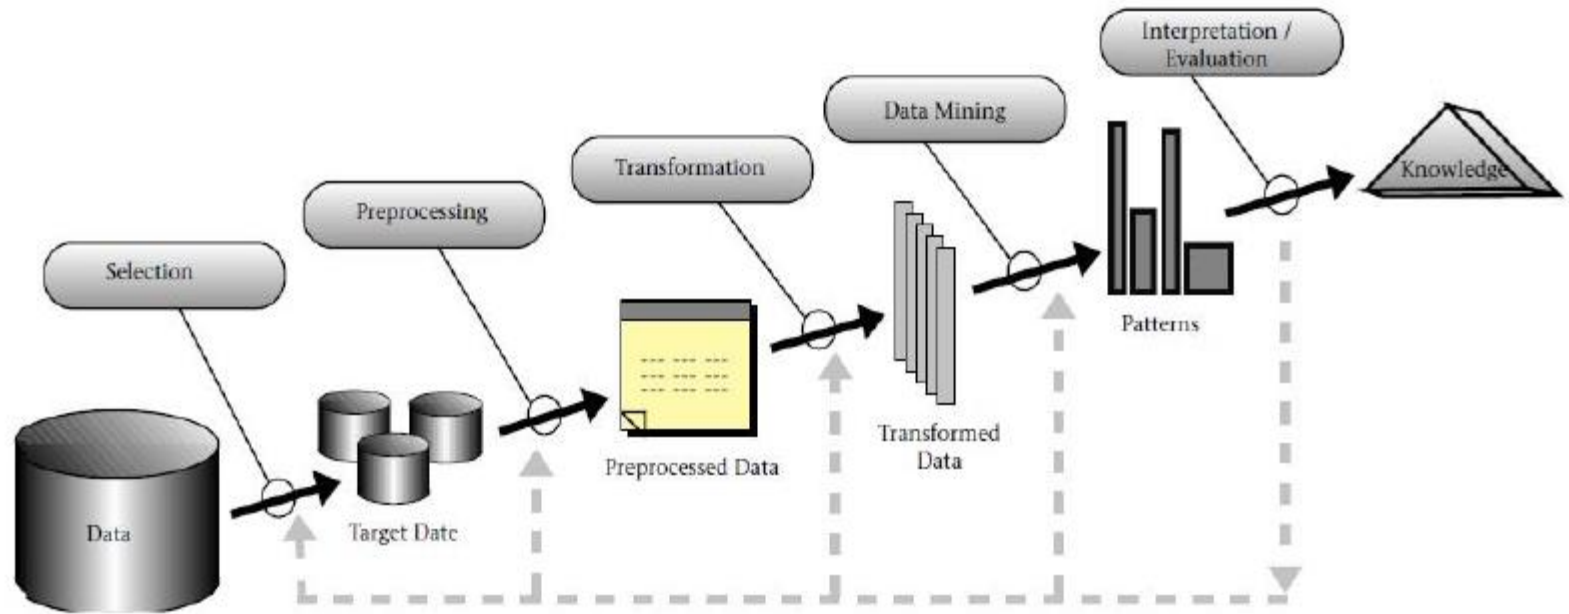 Interpretation /
Evaluation
Data Mining
Transformation
Preprocessing
Selection
Knowledge
Patterns
Transformed
Data
Preprocessed Data
Target Date
Data